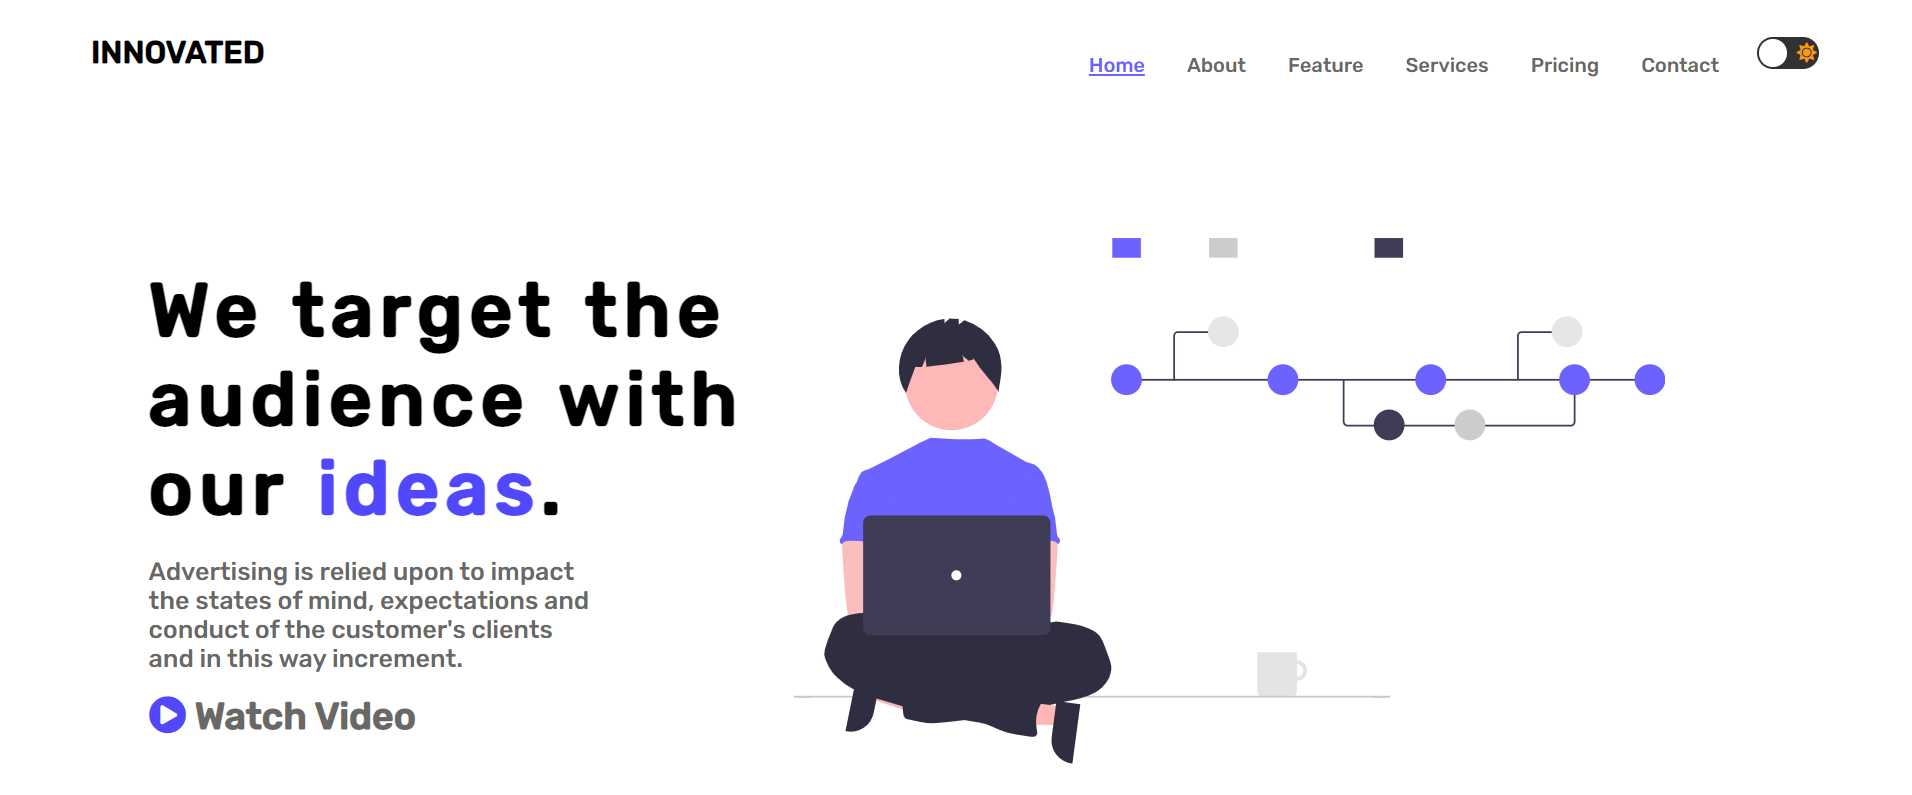 INNOVATED
Home About Feature Services Pricing Contact
We target the
audience with
our ideas.
Advertising is relied upon to impact
the states of mind, expectations and
conduct of the customer's clients
and in this way increment.
Watch Video